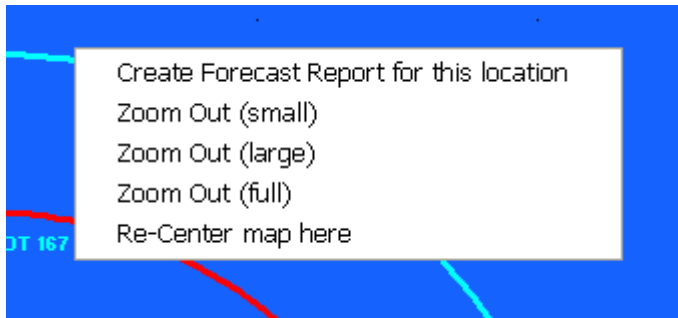 Create Forecast Report for this location
Zoom Out (small)
Zoom Out (large)
Zoom Out (full)
Re-Center map here
167